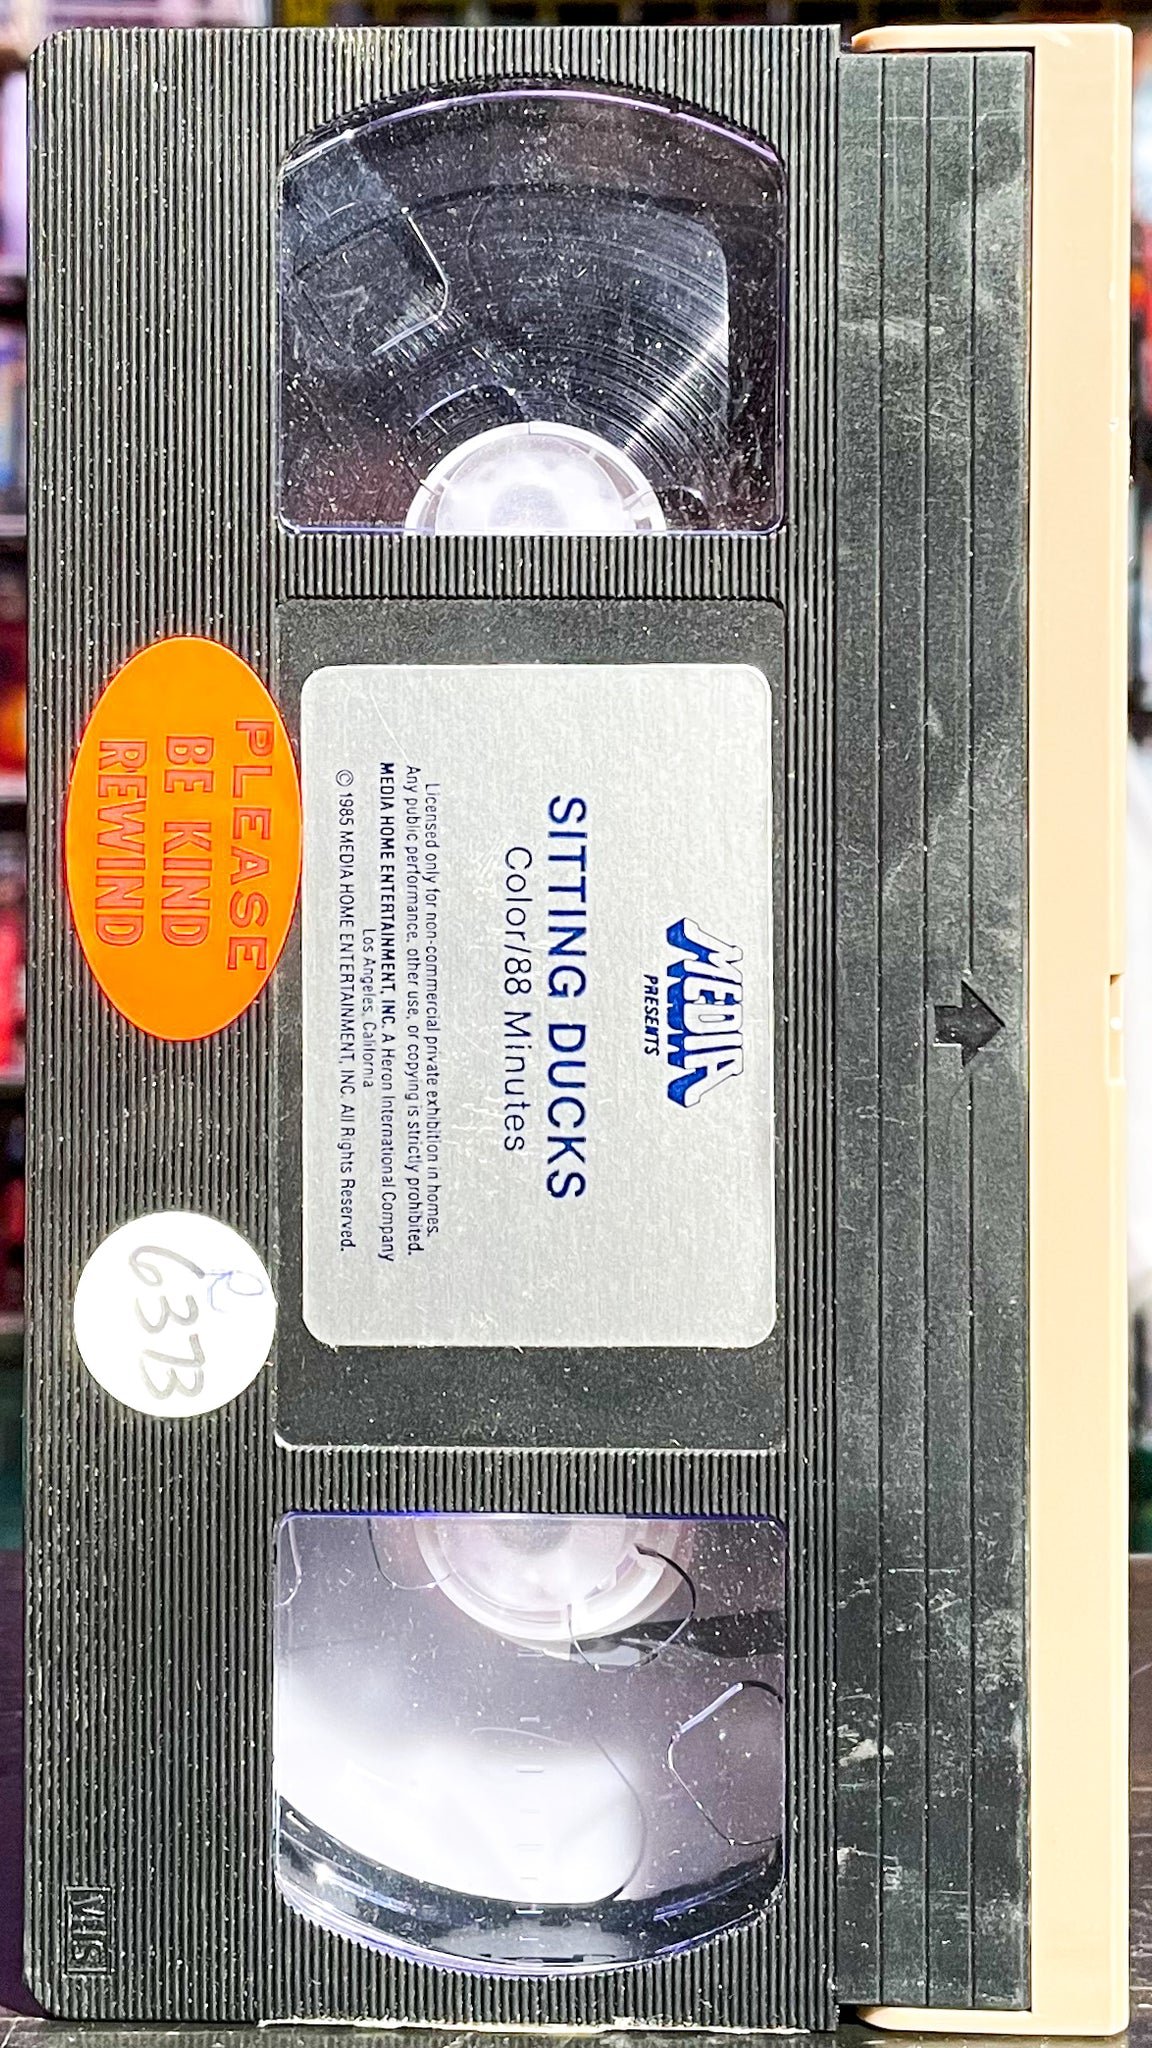 MEDIA
PRESENTS
SITTING DUCKS
Color/88 Minutes
Licensed only for non-commercial private exhibition in homes.
Any public performance, other use, or copying is strictly prohibited.
MEDIA HOME ENTERTAINMENT, INC. A Heron International Company
Los Angeles, California
© 1985 MEDIA HOME ENTERTAINMENT, INC. All Rights Reserved.
PLEASE
BE KIND
REWIND
R
637B
VHS